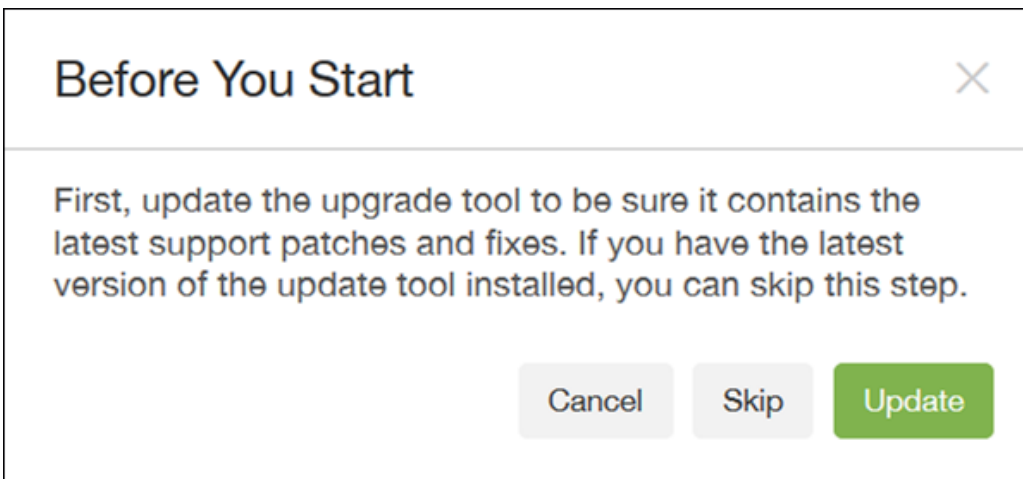 Before You Start
First, update the upgrade tool to be sure it contains the
latest support patches and fixes. If you have the latest
version of the update tool installed, you can skip this step.
Cancel Skip Update